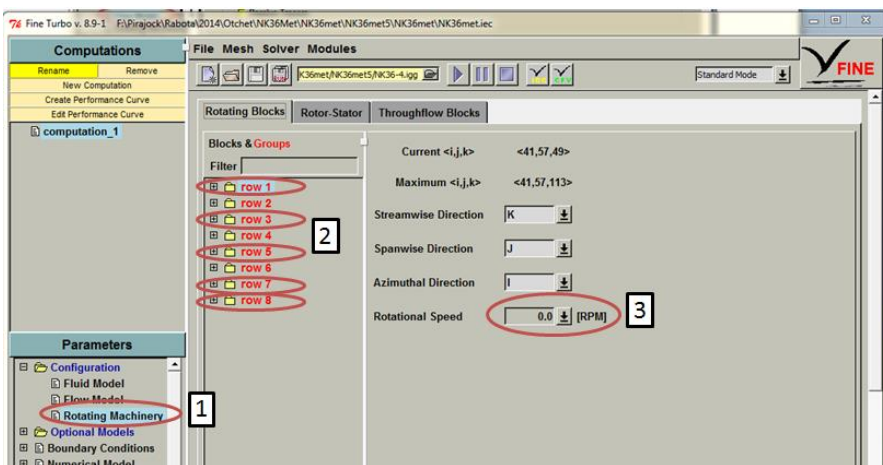 Fine Turbo v. 8.9-1 F:\Pirajock\Rabota\2014\Otchet\NK36Met\NK36met\NK36met5\NK36met\NK36met.iec
Computations
File Mesh Solver Modules
Rename Remove
New Computation
Create Performance Curve
Edit Performance Curve
K36met/NK36met5/NK36-4.igg
Standard Mode
FINE
computation_1
Rotating Blocks Rotor-Stator Throughflow Blocks
Blocks & Groups
Filter
row 1
row 2
row 3
row 4
row 5
row 6
row 7
row 8
2
Current <i,j,k> <41,57,49>
Maximum <i,j,k> <41,57,113>
Streamwise Direction K
Spanwise Direction J
Azimuthal Direction I
Rotational Speed 0.0 [RPM]
3
Parameters
Configuration
Fluid Model
Flow Model
Rotating Machinery
1
Optional Models
Boundary Conditions
Numerical Model